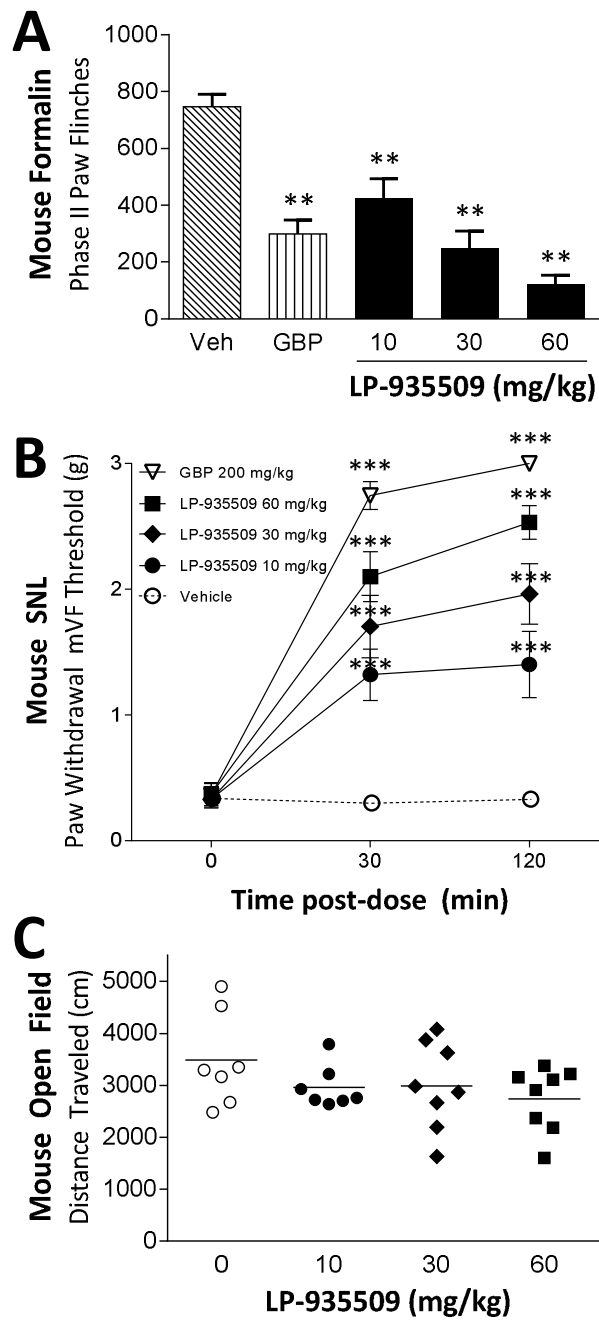 A
Mouse Formalin
Phase II Paw Flinches
1000
800
600
400
200
0
**
**
**
**
Veh GBP 10 30 60
LP-935509 (mg/kg)
B
Mouse SNL
Paw Withdrawal mVF Threshold (g)
3
2
1
0
GBP 200 mg/kg
LP-935509 60 mg/kg
LP-935509 30 mg/kg
LP-935509 10 mg/kg
Vehicle
***
***
***
***
***
***
***
***
0 30 120
Time post-dose (min)
C
Mouse Open Field
Distance Traveled (cm)
5000
4000
3000
2000
1000
0
0 10 30 60
LP-935509 (mg/kg)